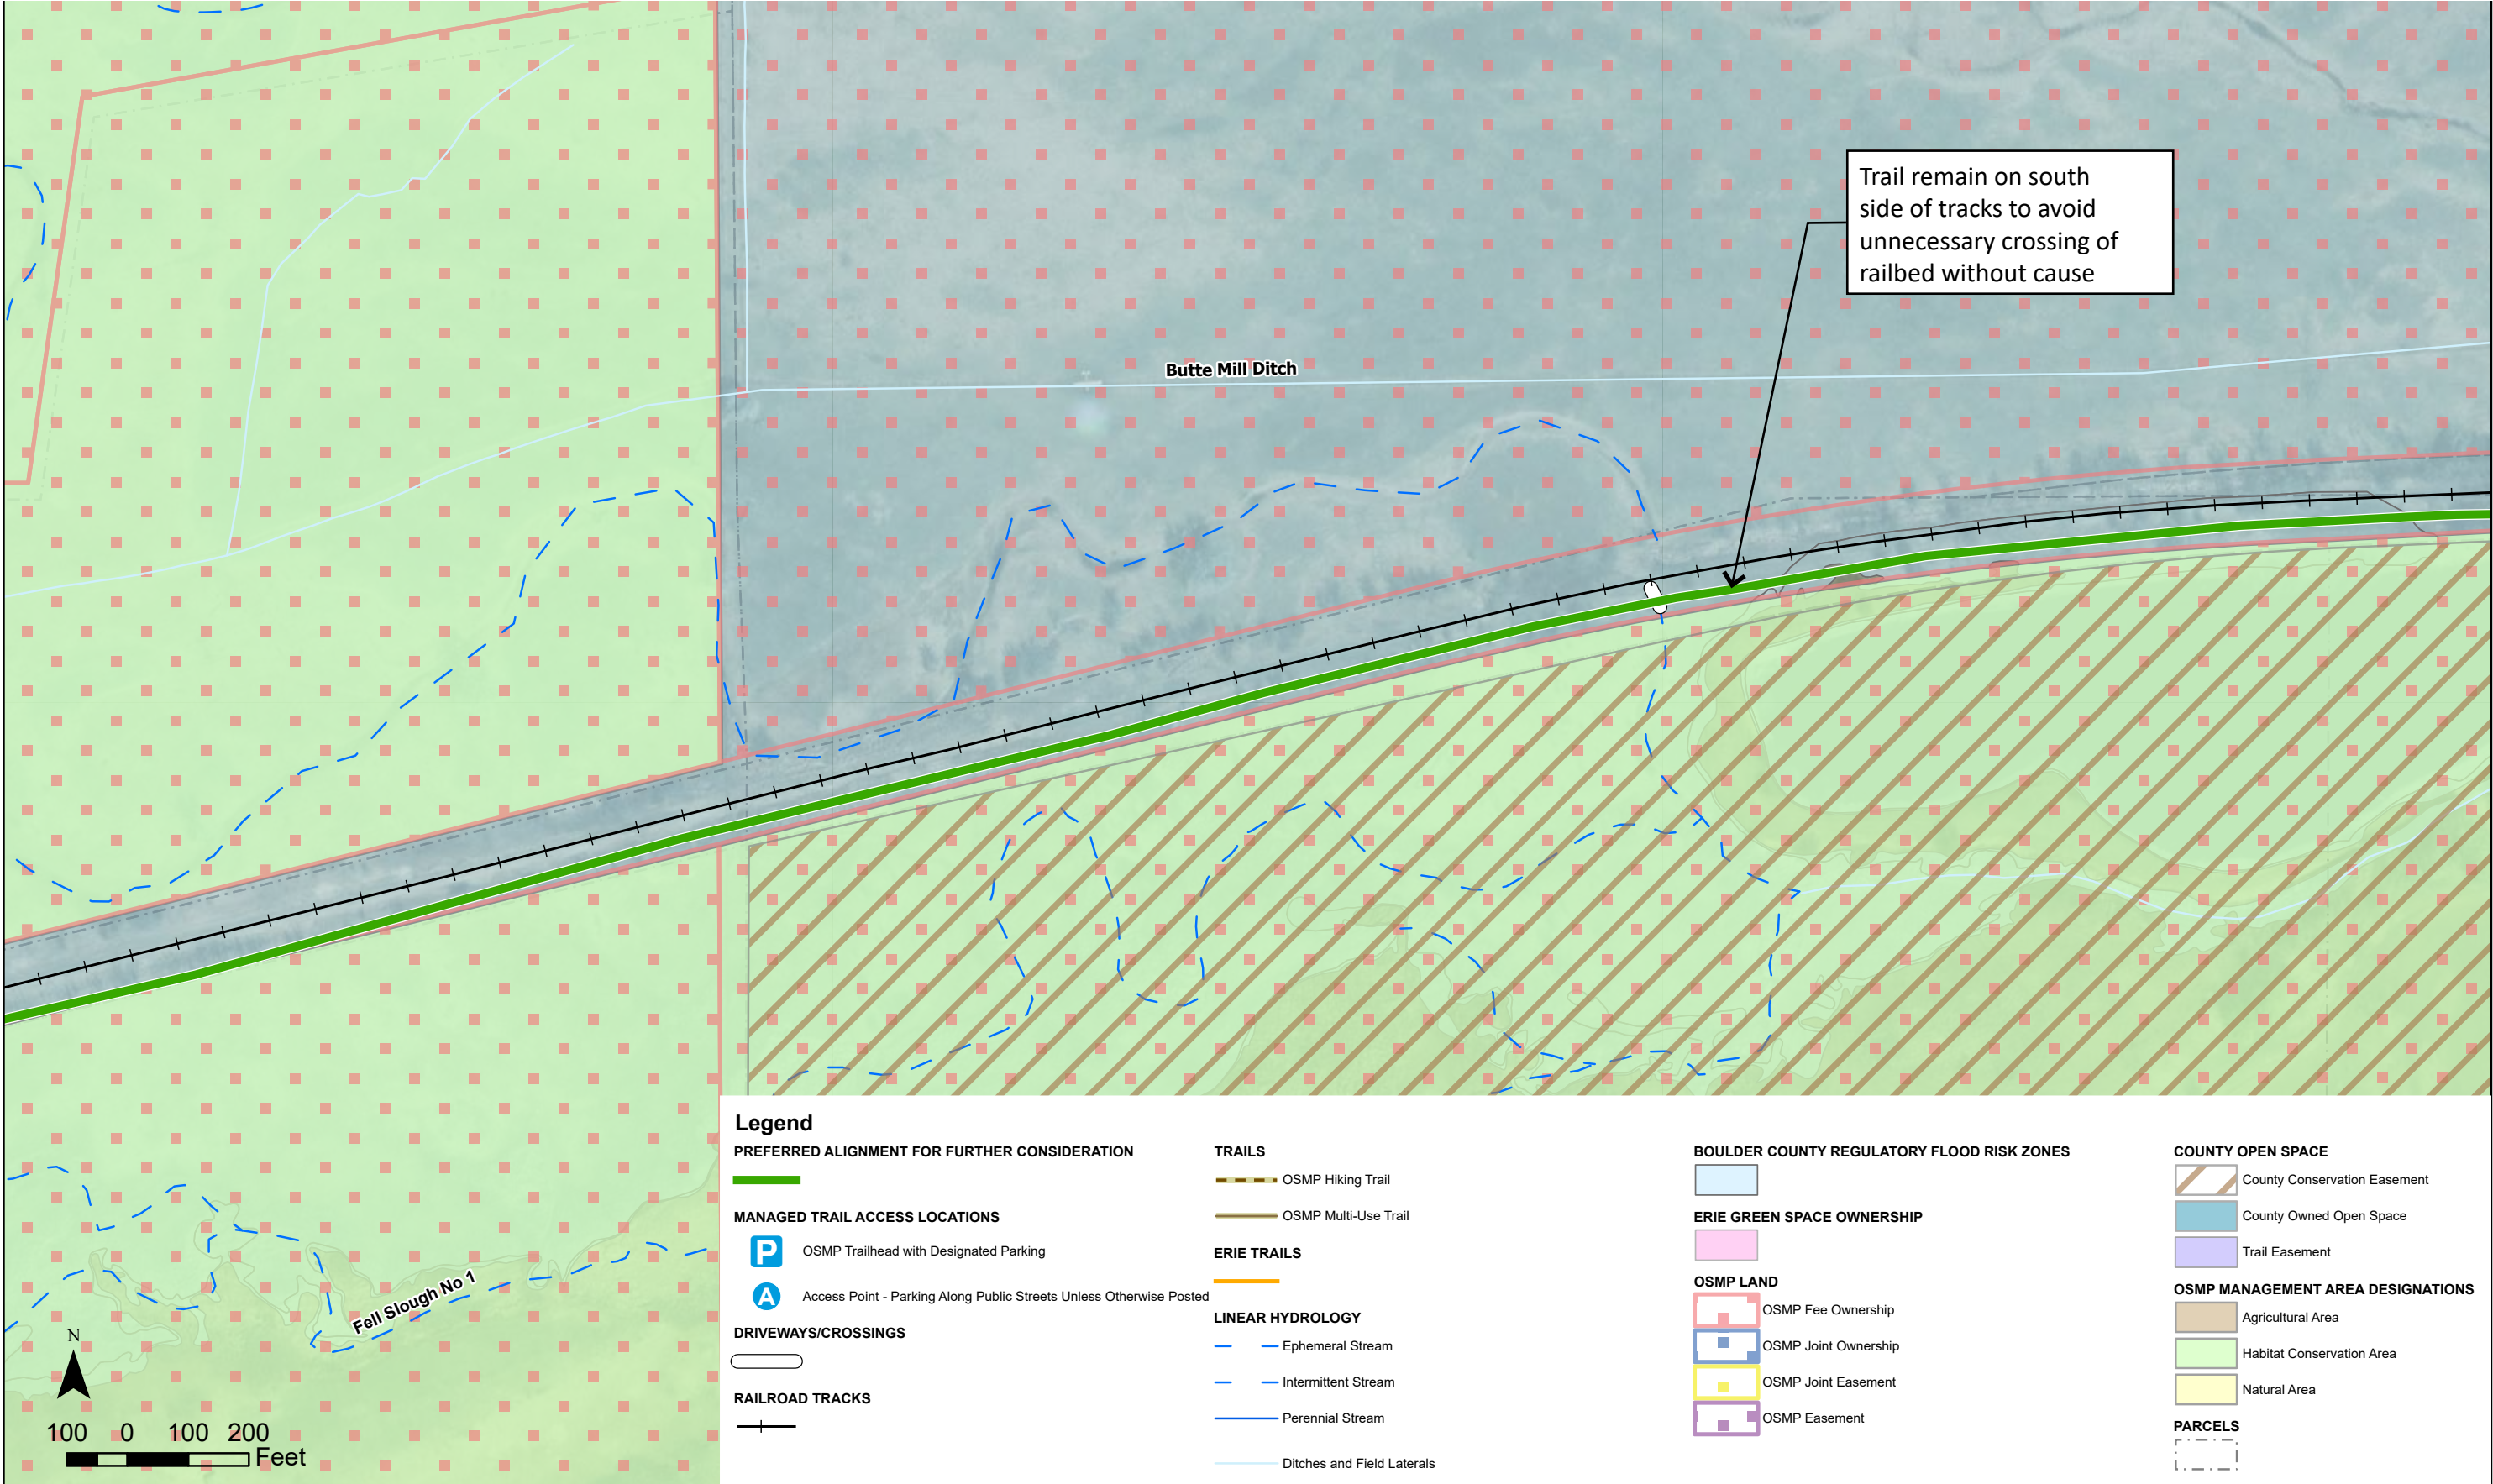 Trail remain on south
side of tracks to avoid
unnecessary crossing of
railbed without cause
Butte Mill Ditch
Fell Slough No 1
N
100 0 100 200
Feet
Legend
PREFERRED ALIGNMENT FOR FURTHER CONSIDERATION
MANAGED TRAIL ACCESS LOCATIONS
P OSMP Trailhead with Designated Parking
A Access Point - Parking Along Public Streets Unless Otherwise Posted
DRIVEWAYS/CROSSINGS
RAILROAD TRACKS
TRAILS
OSMP Hiking Trail
OSMP Multi-Use Trail
ERIE TRAILS
LINEAR HYDROLOGY
Ephemeral Stream
Intermittent Stream
Perennial Stream
Ditches and Field Laterals
BOULDER COUNTY REGULATORY FLOOD RISK ZONES
ERIE GREEN SPACE OWNERSHIP
OSMP LAND
OSMP Fee Ownership
OSMP Joint Ownership
OSMP Joint Easement
OSMP Easement
COUNTY OPEN SPACE
County Conservation Easement
County Owned Open Space
Trail Easement
OSMP MANAGEMENT AREA DESIGNATIONS
Agricultural Area
Habitat Conservation Area
Natural Area
PARCELS